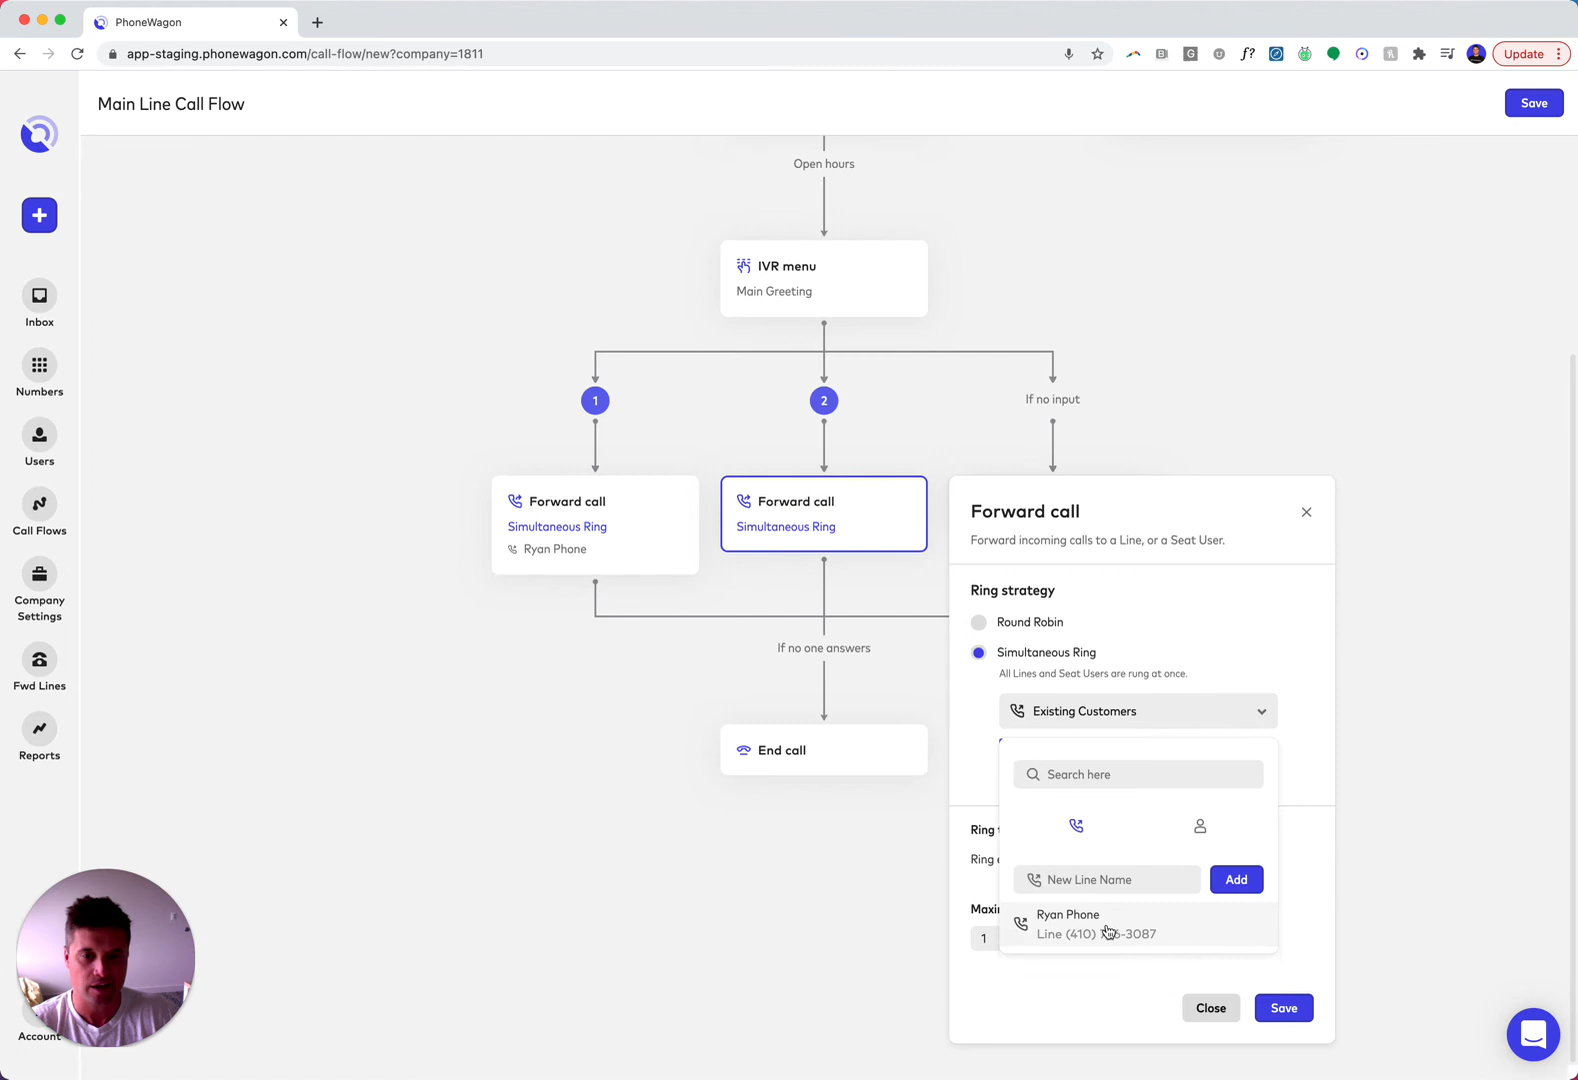 PhoneWagon
app-staging.phonewagon.com/call-flow/new?company=1811
Update
Main Line Call Flow
Save
Open hours
IVR menu
Main Greeting
1
2
If no input
Forward call
Simultaneous Ring
Ryan Phone
Forward call
Simultaneous Ring
If no one answers
End call
Inbox
Numbers
Users
Call Flows
Company
Settings
Fwd Lines
Reports
Account
Forward call
Forward incoming calls to a Line, or a Seat User.
Ring strategy
Round Robin
Simultaneous Ring
All Lines and Seat Users are rung at once.
Existing Customers
Search here
Ring
Ring
New Line Name
Add
Ryan Phone
Line (410) 7 -3087
1
Close
Save